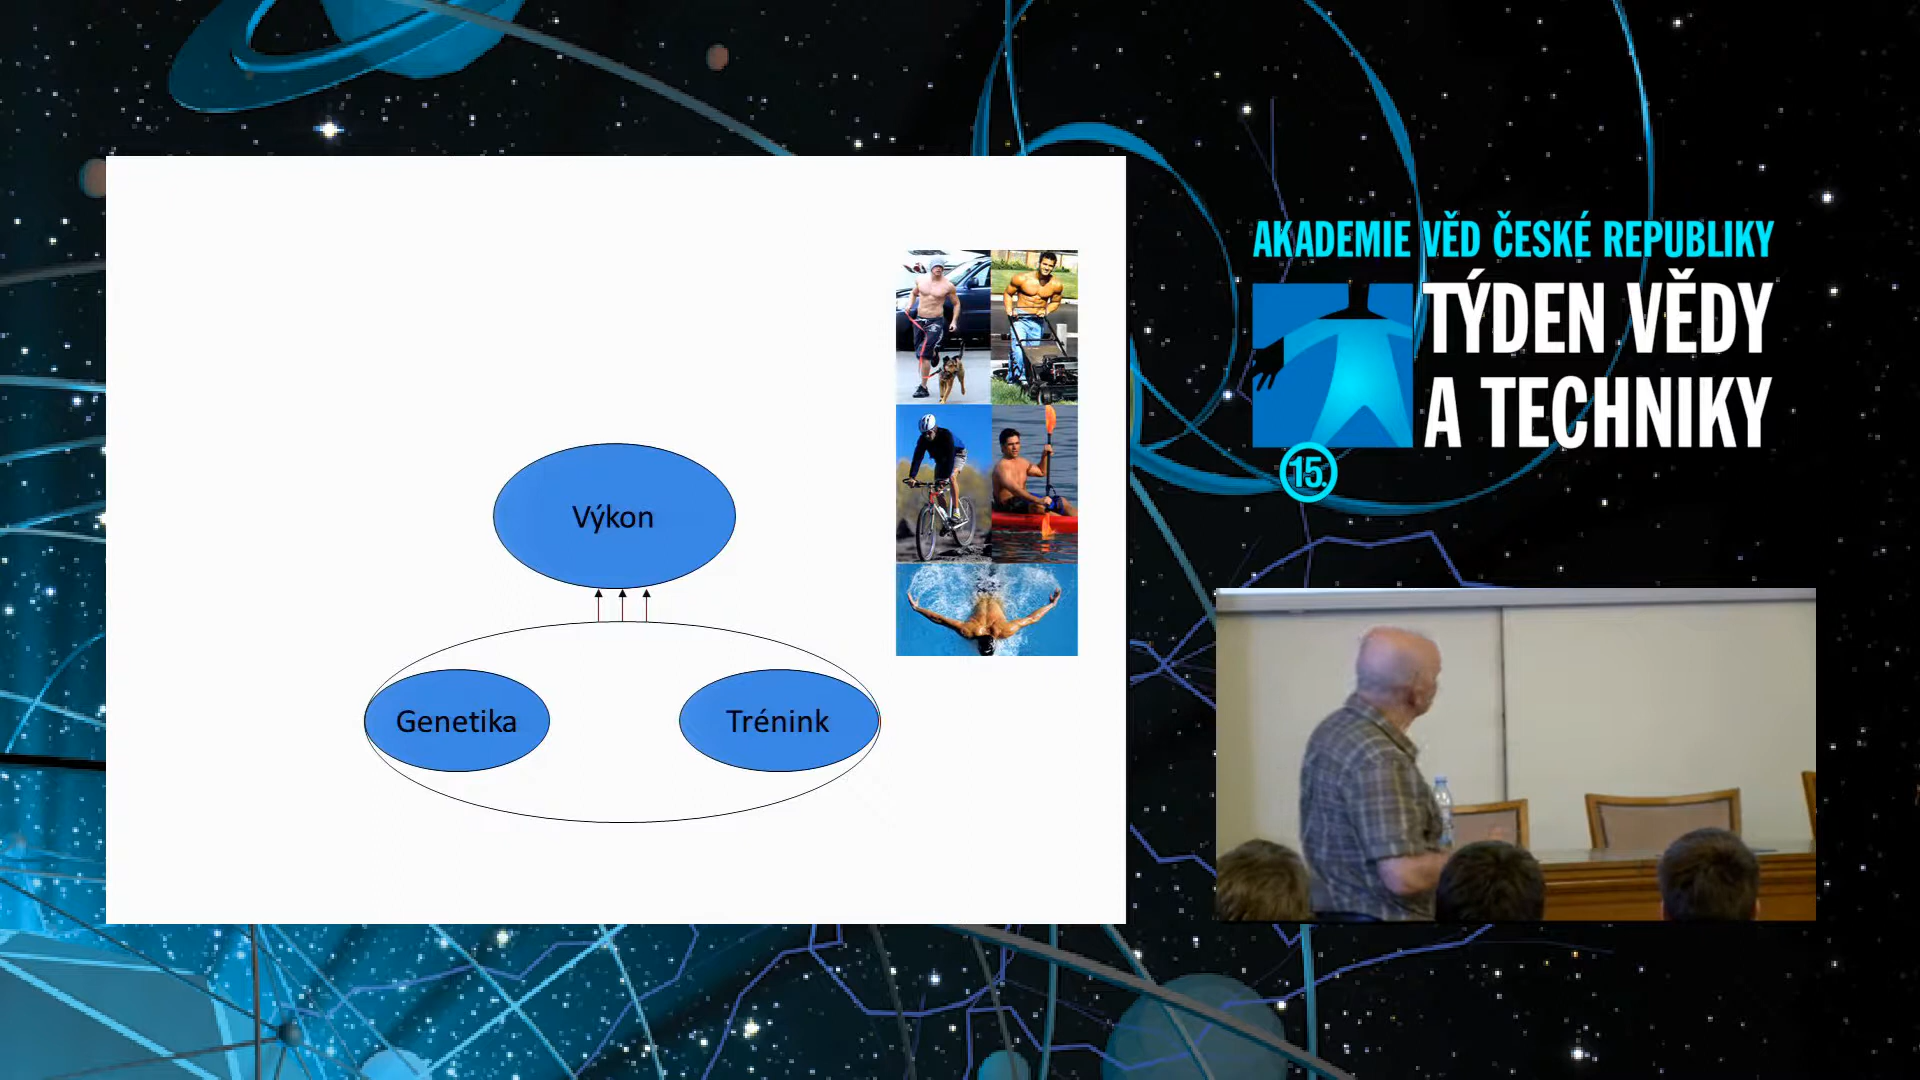 Výkon
Genetika
Trénink
AKADEMIE VĚD ČESKÉ REPUBLIKY
TÝDEN VĚDY
A TECHNIKY
15.